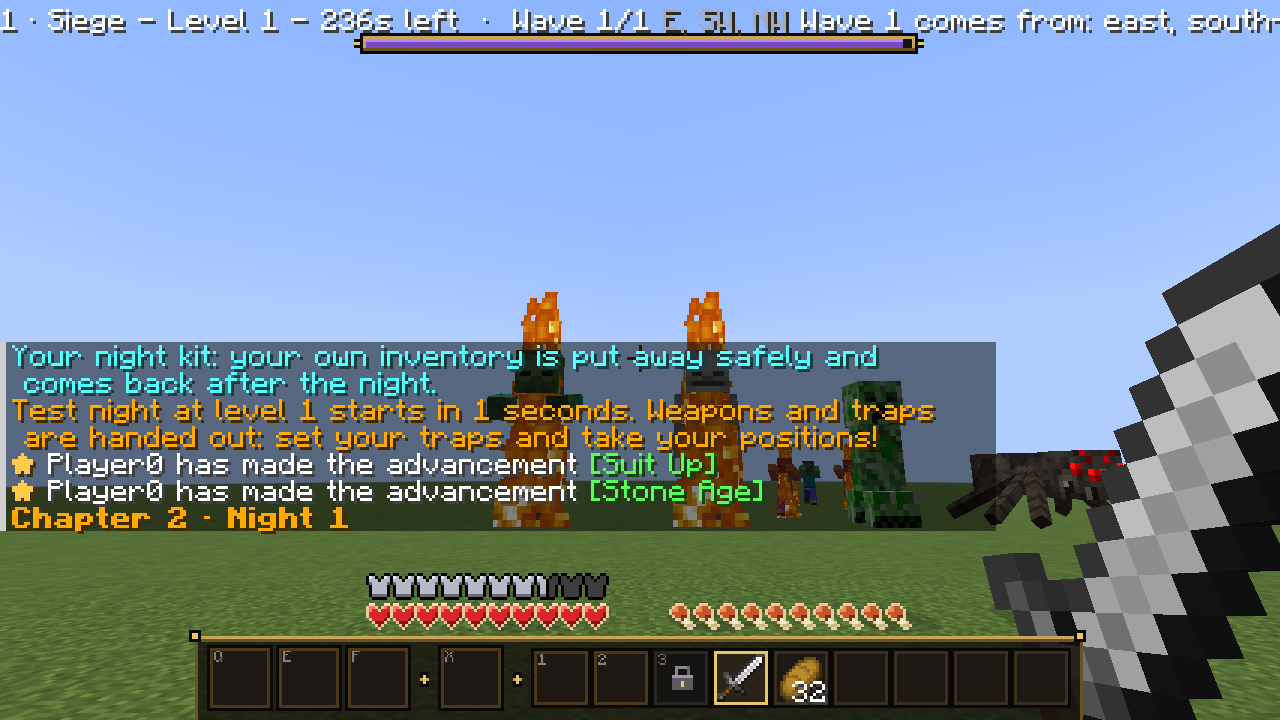 1 · Siege – Level 1 – 236s left · Wave 1/1 E, SW, NW Wave 1 comes from: east, south-
Your night kit: your own inventory is put away safely and
comes back after the night.
Test night at level 1 starts in 1 seconds. Weapons and traps
are handed out: set your traps and take your positions!
Player0 has made the advancement [Suit Up]
Player0 has made the advancement [Stone Age]
Chapter 2 · Night 1
Q E F X 1 2 3
32